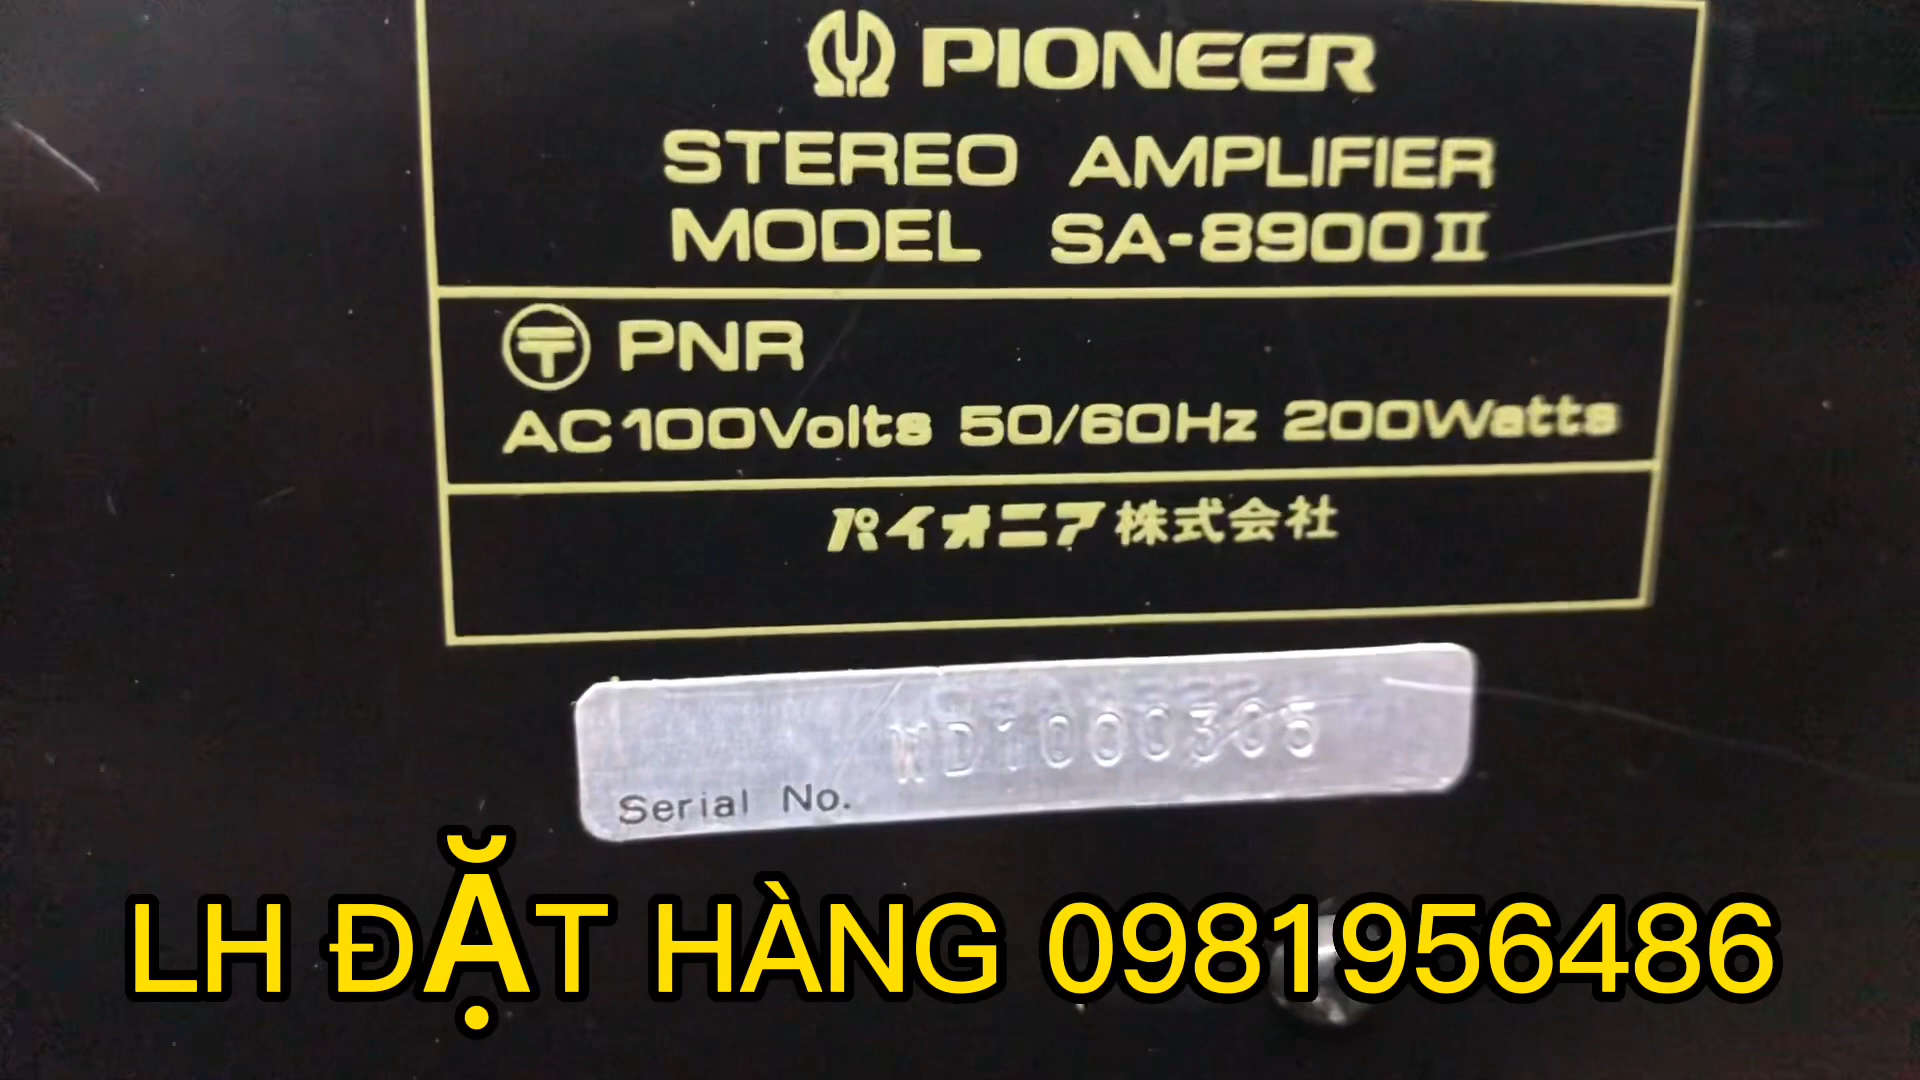 PIONEER
STEREO AMPLIFIER
MODEL SA-8900II
〒 PNR
AC100Volts 50/60Hz 200Watts
パイオニア株式会社
WD1000305
Serial No.
LH ĐẶT HÀNG 0981956486